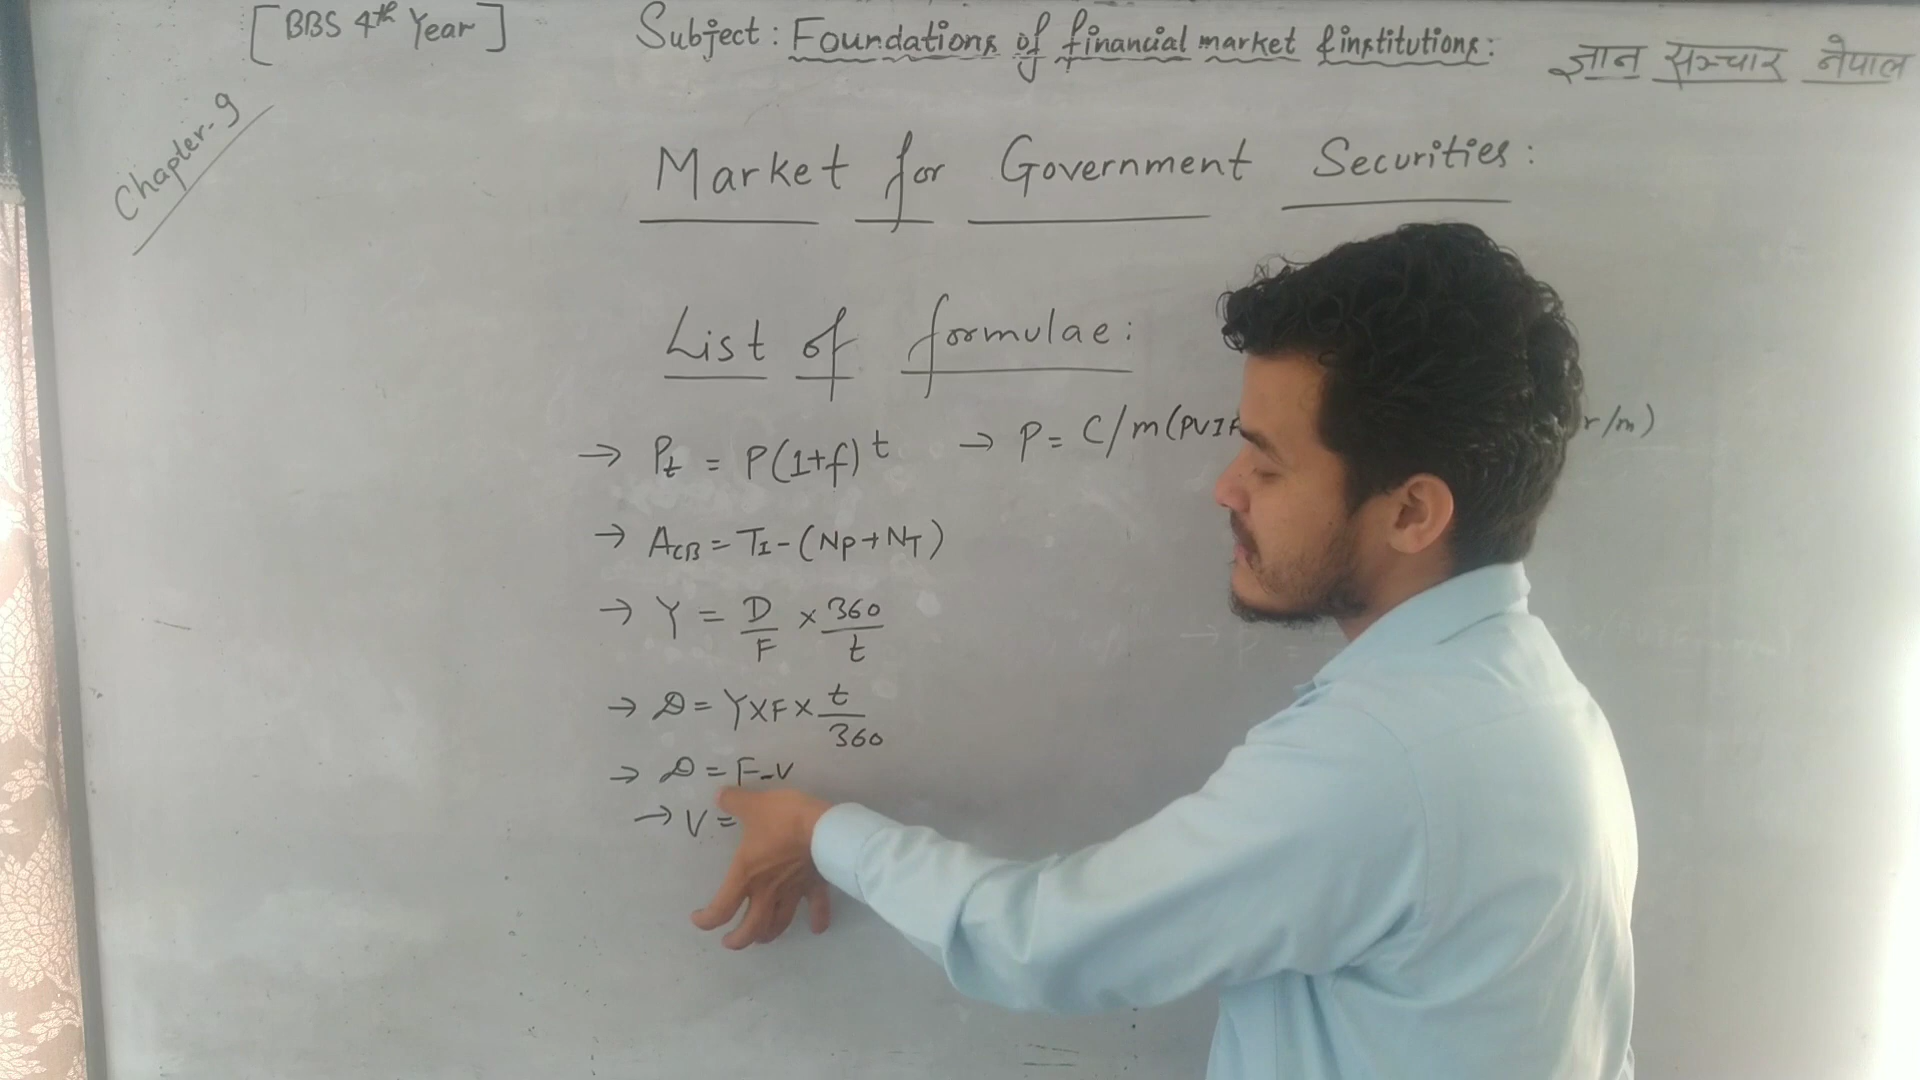 [BBS 4th Year]
Subject: Foundations of financial market & institutions:
ज्ञान सञ्चार नेपाल
Chapter-9
Market for Government Securities:
List of formulae:
→ Pt = P(1+f)^t
→ P = C/m(PVIF
r/m)
→ ACB = TI - (NP + NT)
→ Y = D/F × 360/t
→ D = Y×F× t/360
→ D = F-V
→ V =